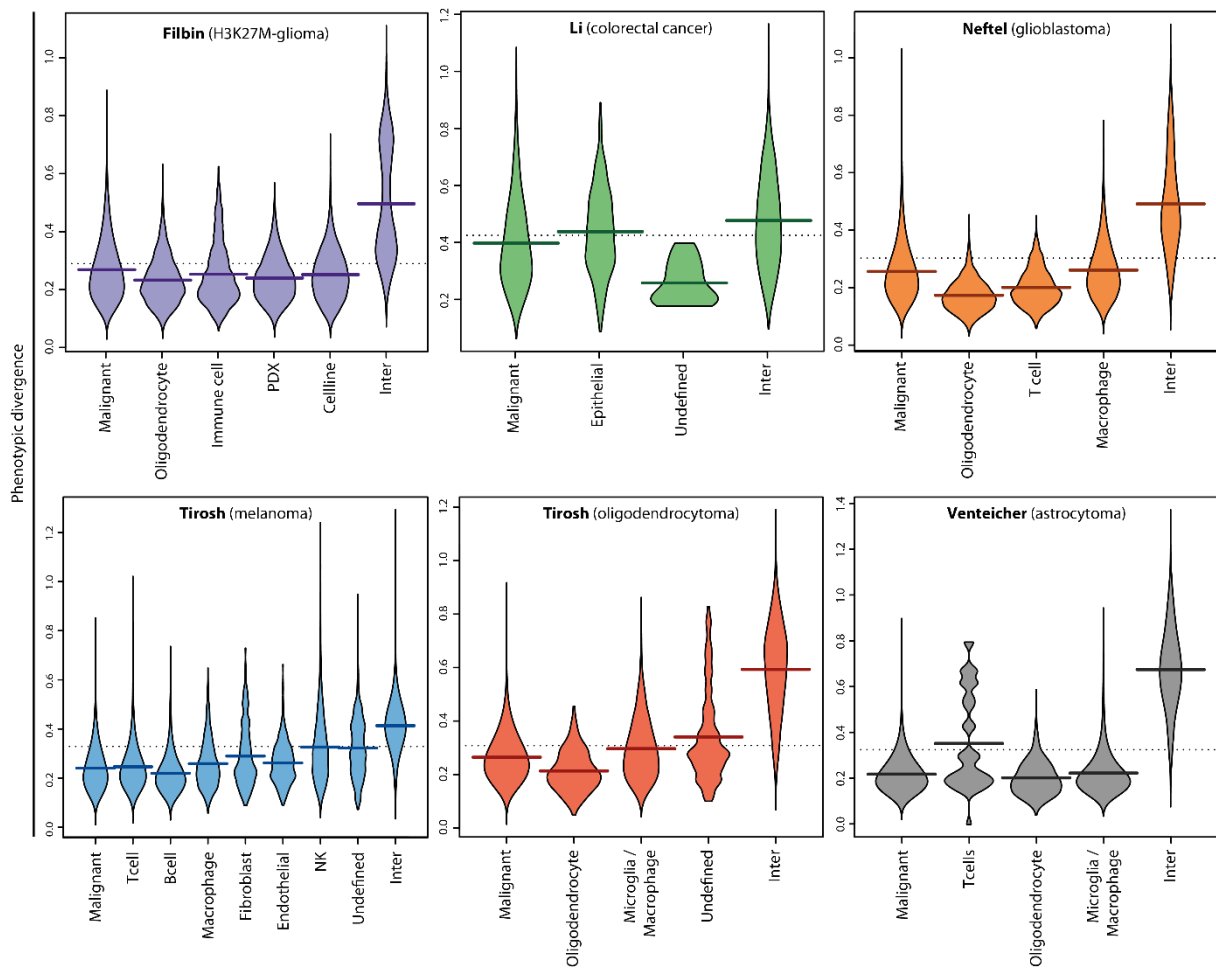 Phenotypic divergence
Filbin (H3K27M-glioma)
0.0
0.2
0.4
0.6
0.8
1.0
Malignant
Oligodendrocyte
Immune cell
PDX
Cellline
Inter
Li (colorectal cancer)
0.2
0.4
0.6
0.8
1.0
1.2
Malignant
Epithelial
Undefined
Inter
Neftel (glioblastoma)
0.0
0.2
0.4
0.6
0.8
1.0
Malignant
Oligodendrocyte
T cell
Macrophage
Inter
Tirosh (melanoma)
0.0
0.2
0.4
0.6
0.8
1.0
1.2
Malignant
Tcell
Bcell
Macrophage
Fibroblast
Endothelial
NK
Undefined
Inter
Tirosh (oligodendrocytoma)
0.0
0.2
0.4
0.6
0.8
1.0
1.2
Malignant
Oligodendrocyte
Microglia /
Macrophage
Undefined
Inter
Venteicher (astrocytoma)
0.0
0.2
0.4
0.6
0.8
1.0
1.2
1.4
Malignant
Tcells
Oligodendrocyte
Microglia /
Macrophage
Inter